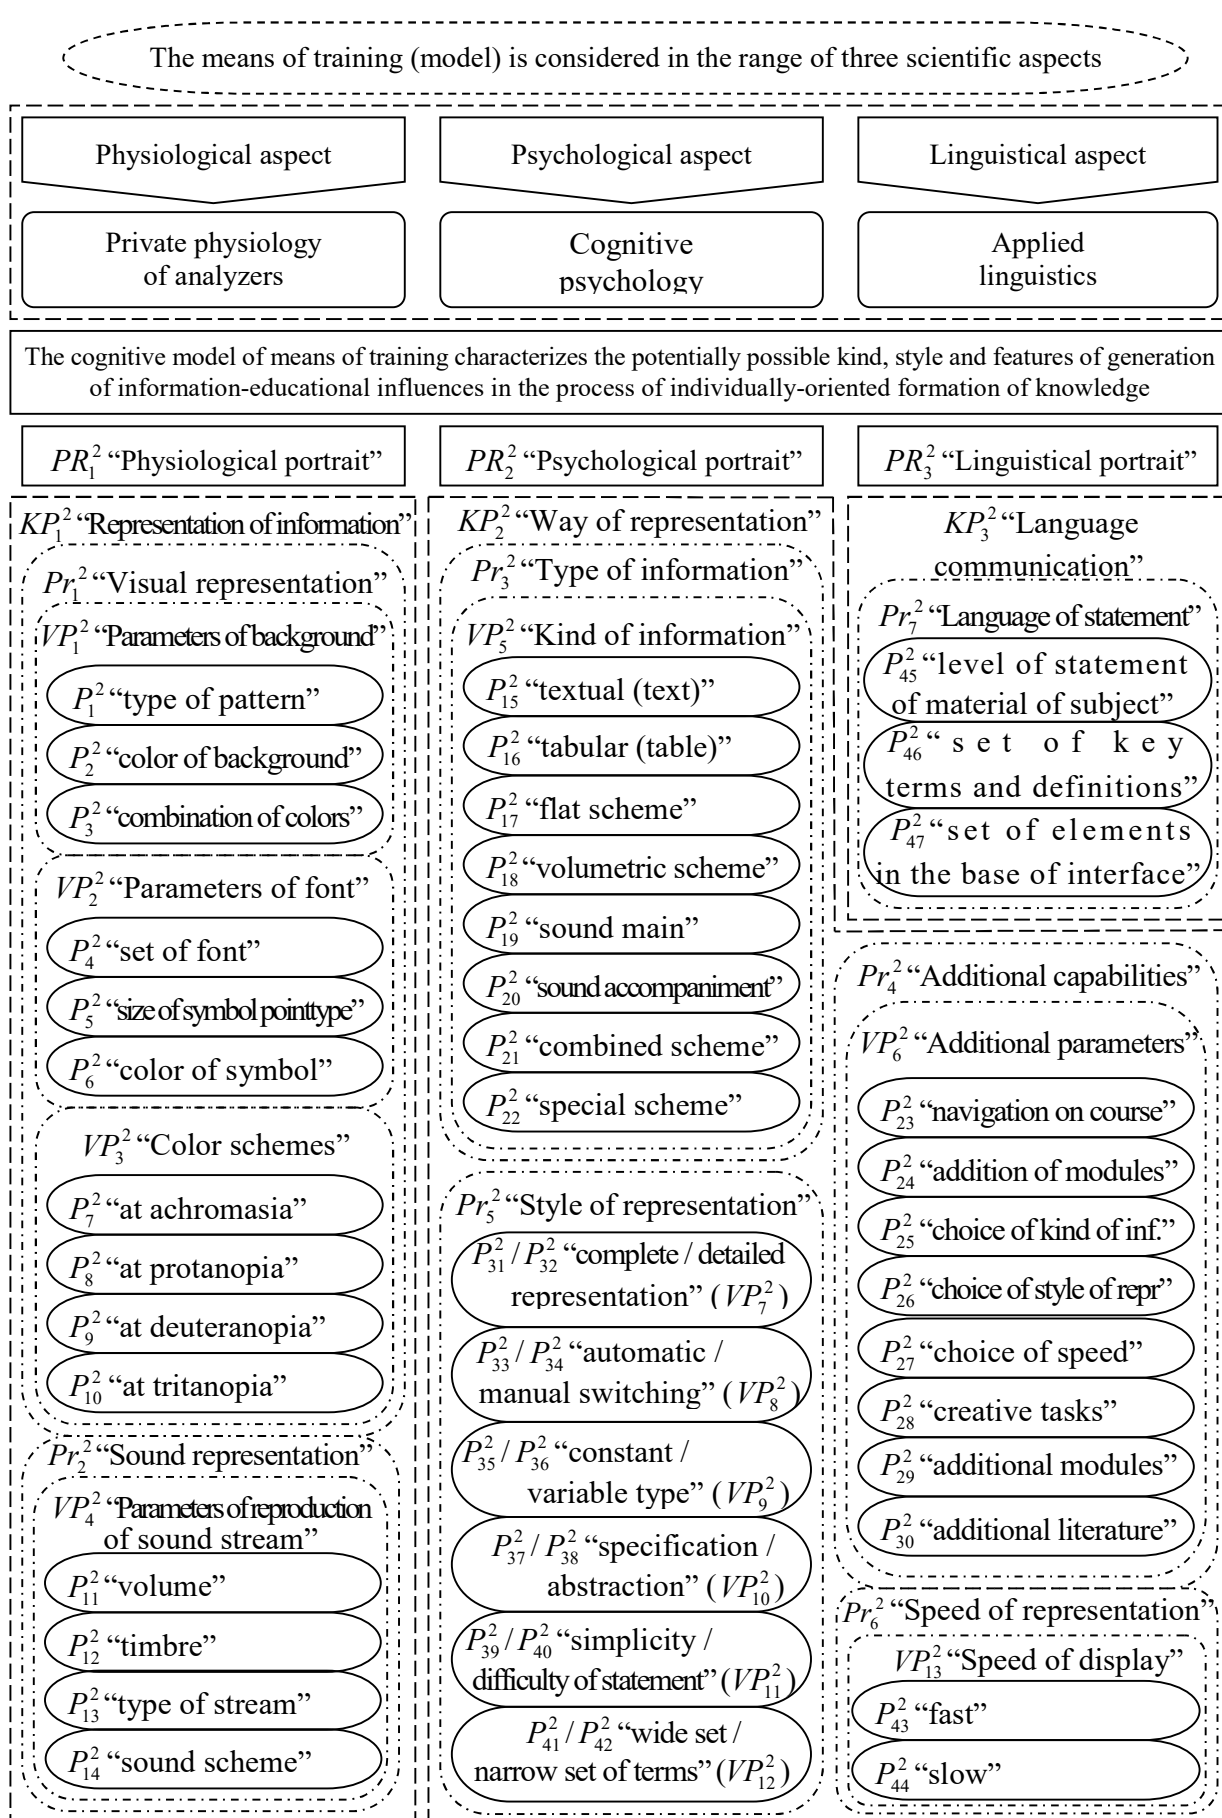 The means of training (model) is considered in the range of three scientific aspects
Physiological aspect
Psychological aspect
Linguistical aspect
Private physiology
of analyzers
Cognitive
psychology
Applied
linguistics
The cognitive model of means of training characterizes the potentially possible kind, style and features of generation
of information-educational influences in the process of individually-oriented formation of knowledge
PR₁² “Physiological portrait”
PR₂² “Psychological portrait”
PR₃² “Linguistical portrait”
KP₁² “Representation of information”
Pr₁² “Visual representation”
VP₁² “Parameters of background”
P₁² “type of pattern”
P₂² “color of background”
P₃² “combination of colors”
VP₂² “Parameters of font”
P₄² “set of font”
P₅² “size of symbol pointtype”
P₆² “color of symbol”
VP₃² “Color schemes”
P₇² “at achromasia”
P₈² “at protanopia”
P₉² “at deuteranopia”
P₁₀² “at tritanopia”
Pr₂² “Sound representation”
VP₄² “Parameters of reproduction
of sound stream”
P₁₁² “volume”
P₁₂² “timbre”
P₁₃² “type of stream”
P₁₄² “sound scheme”
KP₂² “Way of representation”
Pr₃² “Type of information”
VP₅² “Kind of information”
P₁₅² “textual (text)”
P₁₆² “tabular (table)”
P₁₇² “flat scheme”
P₁₈² “volumetric scheme”
P₁₉² “sound main”
P₂₀² “sound accompaniment”
P₂₁² “combined scheme”
P₂₂² “special scheme”
Pr₅² “Style of representation”
P₃₁² / P₃₂² “complete / detailed
representation” (VP₇²)
P₃₃² / P₃₄² “automatic /
manual switching” (VP₈²)
P₃₅² / P₃₆² “constant /
variable type” (VP₉²)
P₃₇² / P₃₈² “specification /
abstraction” (VP₁₀²)
P₃₉² / P₄₀² “simplicity /
difficulty of statement” (VP₁₁²)
P₄₁² / P₄₂² “wide set /
narrow set of terms” (VP₁₂²)
KP₃² “Language
communication”
Pr₇² “Language of statement”
P₄₅² “level of statement
of material of subject”
P₄₆² “set of key
terms and definitions”
P₄₇² “set of elements
in the base of interface”
Pr₄² “Additional capabilities”
VP₆² “Additional parameters”
P₂₃² “navigation on course”
P₂₄² “addition of modules”
P₂₅² “choice of kind of inf.”
P₂₆² “choice of style of repr”
P₂₇² “choice of speed”
P₂₈² “creative tasks”
P₂₉² “additional modules”
P₃₀² “additional literature”
Pr₆² “Speed of representation”
VP₁₃² “Speed of display”
P₄₃² “fast”
P₄₄² “slow”